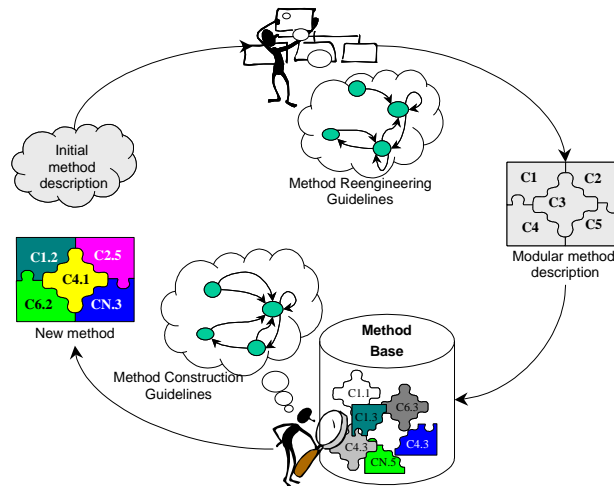 Initial
method
description
Method Reengineering
Guidelines
C1 C2
C3
C4 C5
Modular method
description
C1.2 C2.5
C4.1
C6.2 CN.3
New method
Method Construction
Guidelines
Method
Base
C1.1
C6.3
C1.3
C4.3 C4.3
CN.5